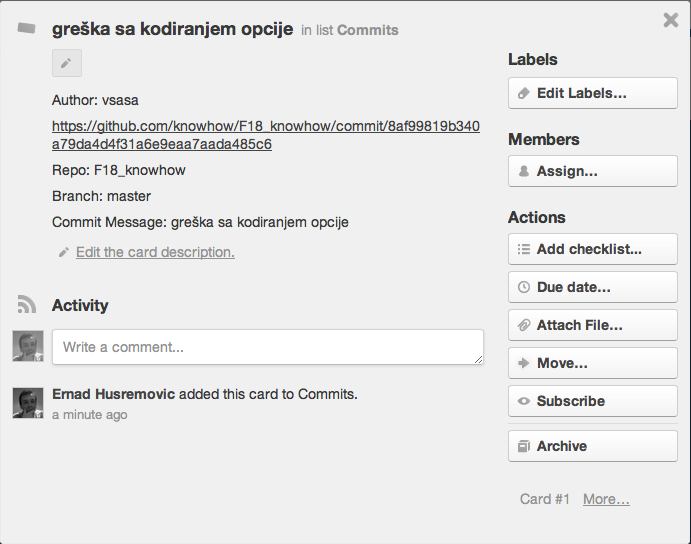 greška sa kodiranjem opcije in list Commits
Author: vsasa
https://github.com/knowhow/F18_knowhow/commit/8af99819b340
a79da4d4f31a6e9eaa7aada485c6
Repo: F18_knowhow
Branch: master
Commit Message: greška sa kodiranjem opcije
Edit the card description.
Activity
Write a comment...
Ernad Husremovic added this card to Commits.
a minute ago
Labels
Edit Labels...
Members
Assign...
Actions
Add checklist...
Due date...
Attach File...
Move...
Subscribe
Archive
Card #1 More...